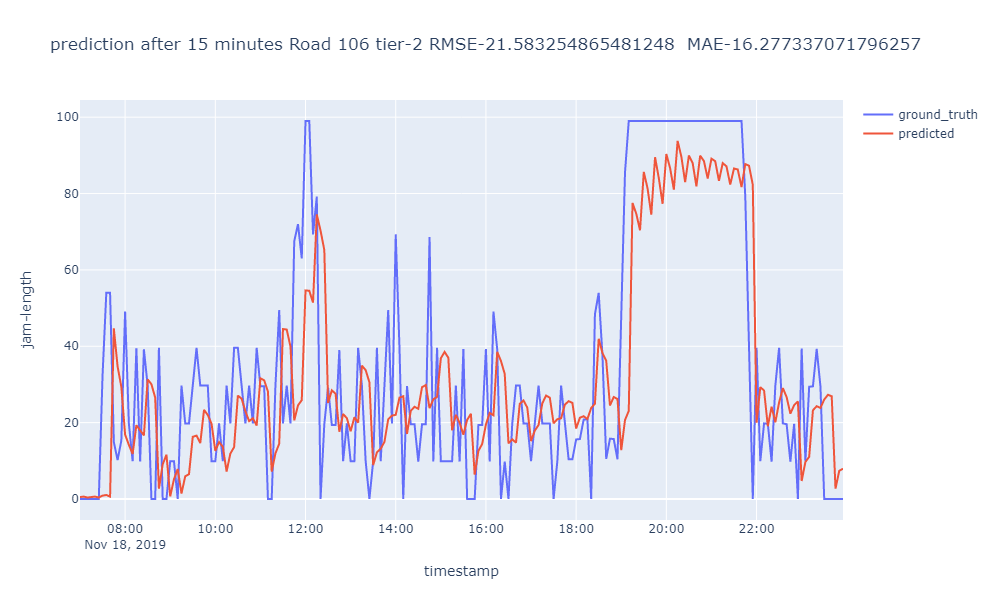 prediction after 15 minutes Road 106 tier-2 RMSE-21.583254865481248  MAE-16.277337071796257
ground_truth
predicted
100
80
60
40
20
0
jam-length
08:00 10:00 12:00 14:00 16:00 18:00 20:00 22:00
Nov 18, 2019
timestamp